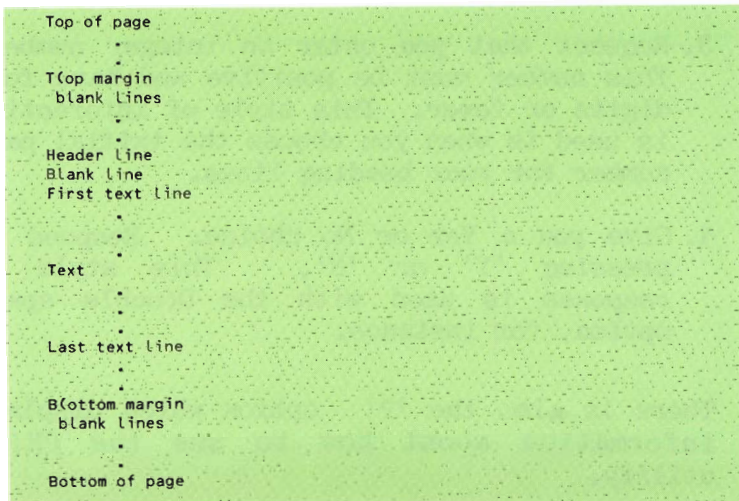 Top of page
.
.
T(op margin
blank lines
.
.
Header line
Blank line
First text line
.
.
.
Text
.
.
.
Last text line
.
.
B(ottom margin
blank lines
.
.
Bottom of page